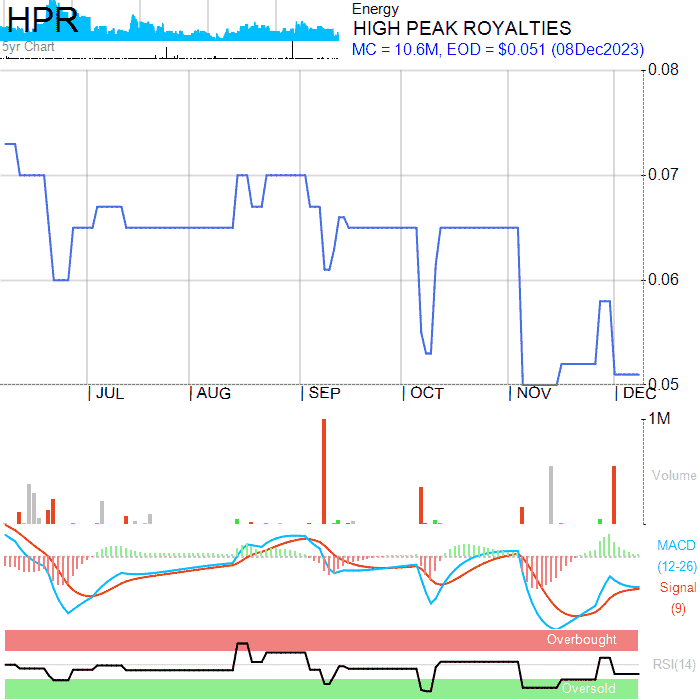 HPR
5yr Chart
Energy
HIGH PEAK ROYALTIES
MC = 10.6M, EOD = $0.051 (08Dec2023)
0.08
0.07
0.06
0.05
JUL AUG SEP OCT NOV DEC
1M
Volume
MACD
(12-26)
Signal
(9)
Overbought
RSI(14)
Oversold